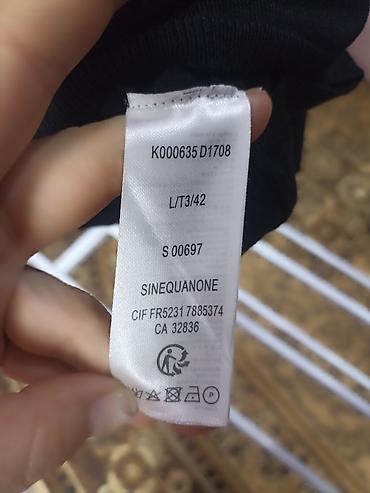 K000635 D1708
L/T3/42
S 00697
SINEQUANONE
CIF FR5231 7885374
CA 32836
P